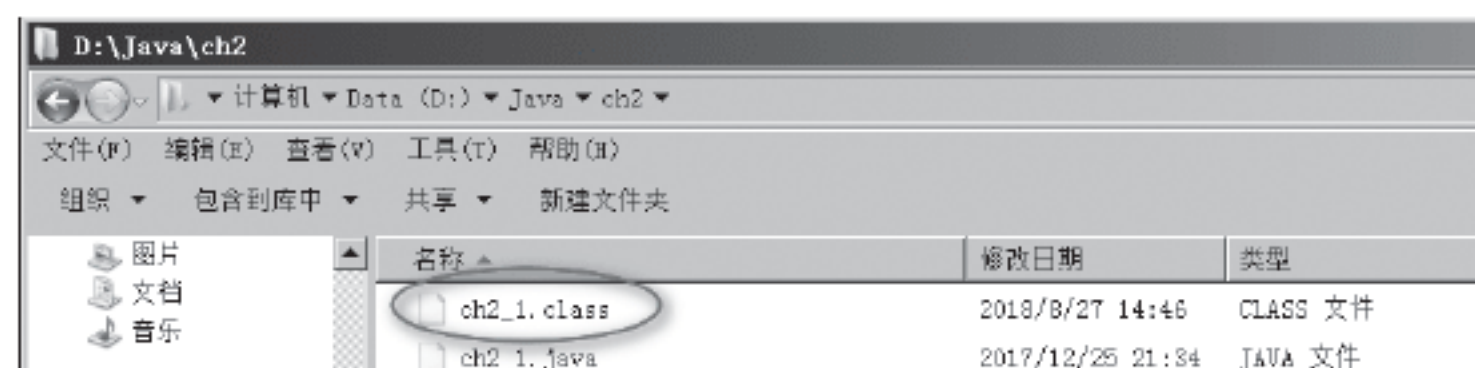 D:\Java\ch2
计算机 Data (D:) Java ch2
文件(F) 编辑(E) 查看(V) 工具(T) 帮助(H)
组织 包含到库中 共享 新建文件夹
图片
文档
音乐
名称 修改日期 类型
ch2_1.class 2018/8/27 14:46 CLASS 文件
ch2_1.java 2017/12/25 21:34 JAVA 文件